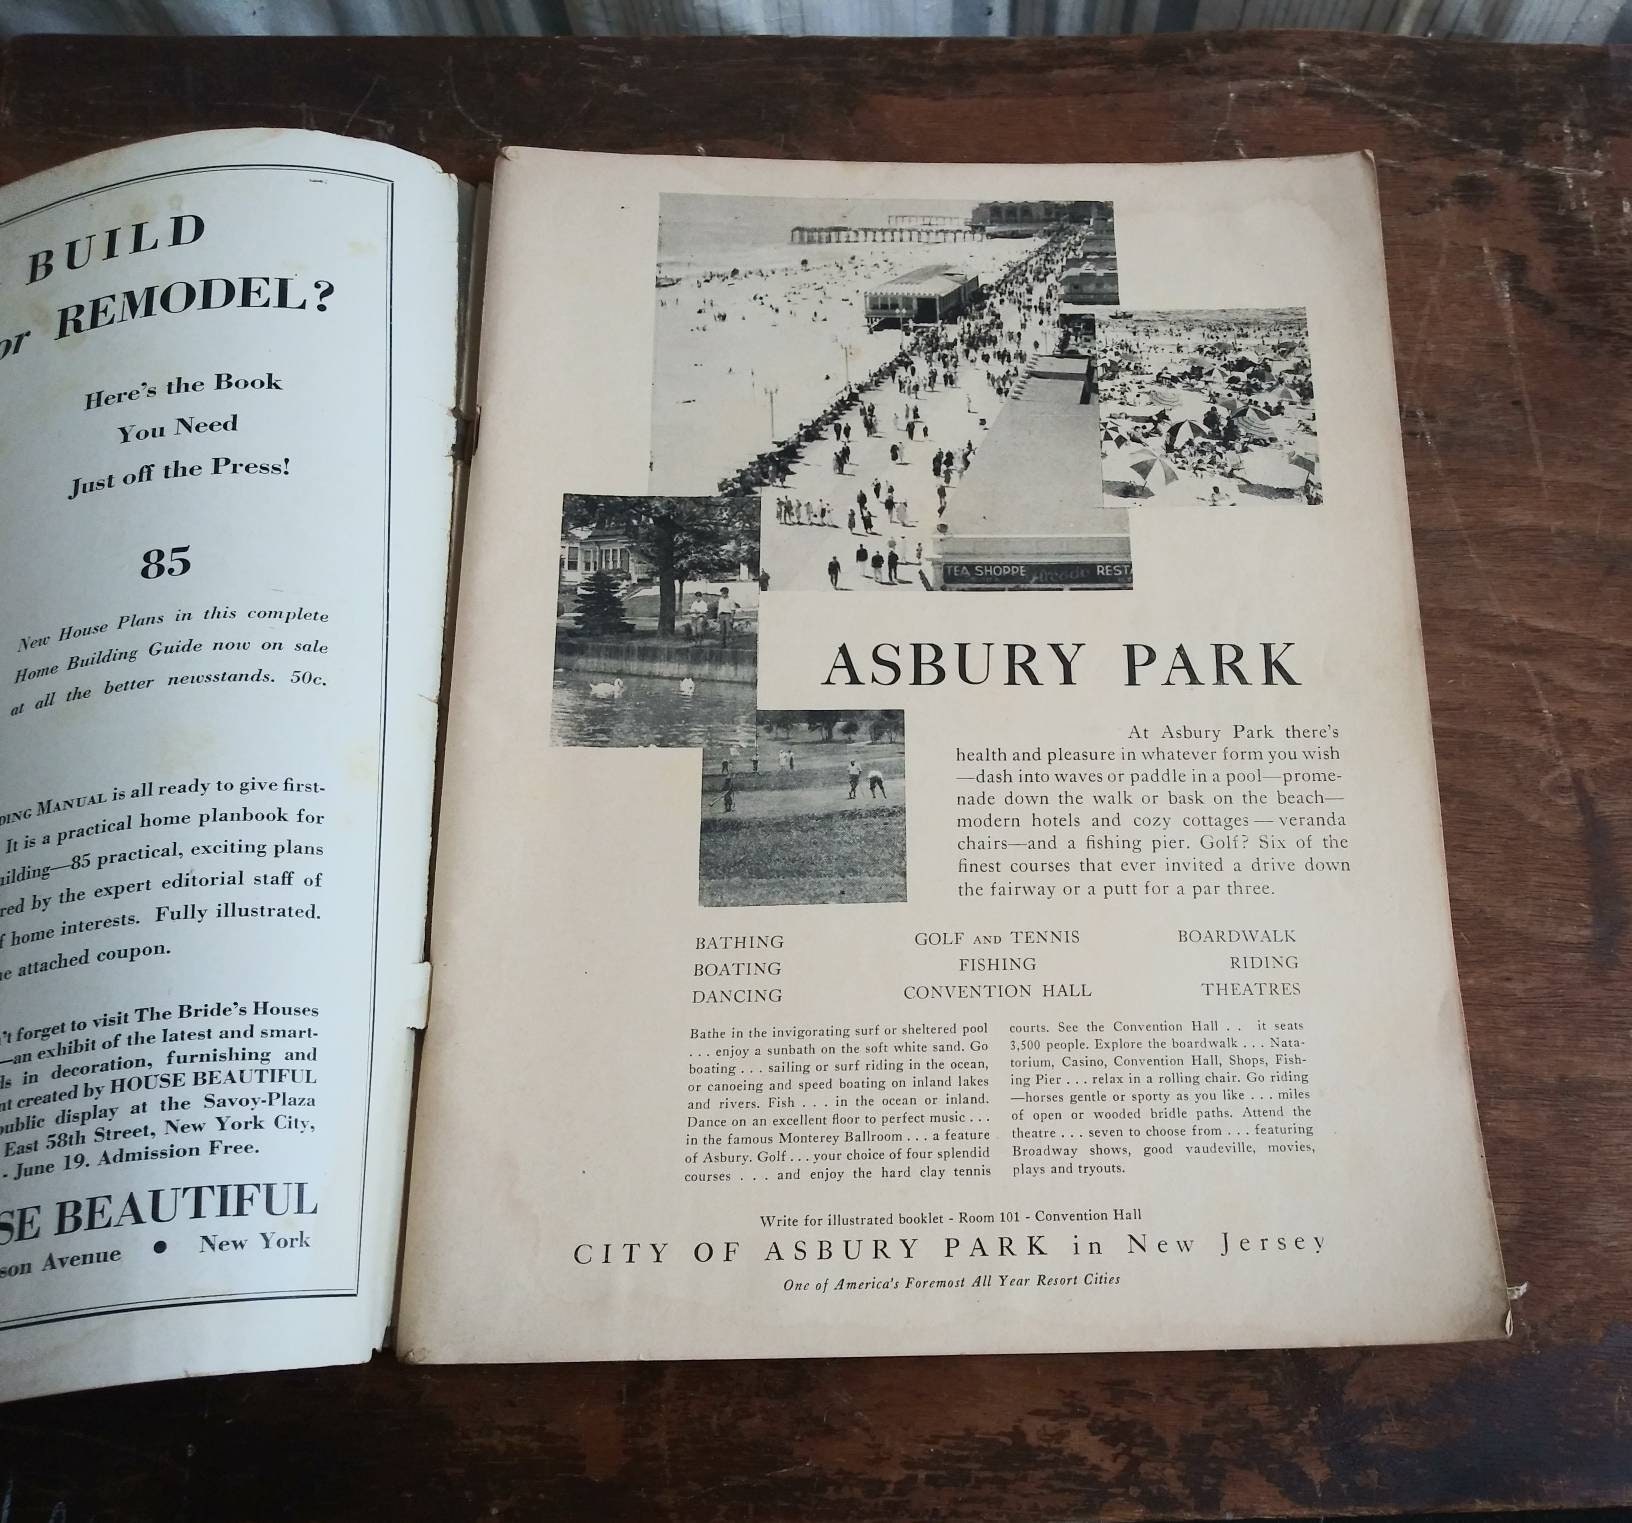 BUILD
or REMODEL?
Here's the Book
You Need
Just off the Press!
85
New House Plans in this complete
Home Building Guide now on sale
at all the better newsstands. 50c.
MANUAL is all ready to give first-
It is a practical home planbook for
—85 practical, exciting plans
by the expert editorial staff of
home interests. Fully illustrated.
attached coupon.
forget to visit The Bride's Houses
—an exhibit of the latest and smart-
in decoration, furnishing and
created by HOUSE BEAUTIFUL
public display at the Savoy-Plaza
East 58th Street, New York City,
- June 19. Admission Free.
BEAUTIFUL
Avenue ● New York
TEA SHOPPE Arcade REST
ASBURY PARK
At Asbury Park there's
health and pleasure in whatever form you wish
—dash into waves or paddle in a pool—prome-
nade down the walk or bask on the beach—
modern hotels and cozy cottages — veranda
chairs—and a fishing pier. Golf? Six of the
finest courses that ever invited a drive down
the fairway or a putt for a par three.
BATHING GOLF AND TENNIS BOARDWALK
BOATING FISHING RIDING
DANCING CONVENTION HALL THEATRES
Bathe in the invigorating surf or sheltered pool
. . . enjoy a sunbath on the soft white sand. Go
boating . . . sailing or surf riding in the ocean,
or canoeing and speed boating on inland lakes
and rivers. Fish . . . in the ocean or inland.
Dance on an excellent floor to perfect music . . .
in the famous Monterey Ballroom . . . a feature
of Asbury. Golf . . . your choice of four splendid
courses . . . and enjoy the hard clay tennis
courts. See the Convention Hall . . it seats
3,500 people. Explore the boardwalk . . . Nata-
torium, Casino, Convention Hall, Shops, Fish-
ing Pier . . . relax in a rolling chair. Go riding
—horses gentle or sporty as you like . . . miles
of open or wooded bridle paths. Attend the
theatre . . . seven to choose from . . . featuring
Broadway shows, good vaudeville, movies,
plays and tryouts.
Write for illustrated booklet - Room 101 - Convention Hall
CITY OF ASBURY PARK in New Jersey
One of America's Foremost All Year Resort Cities